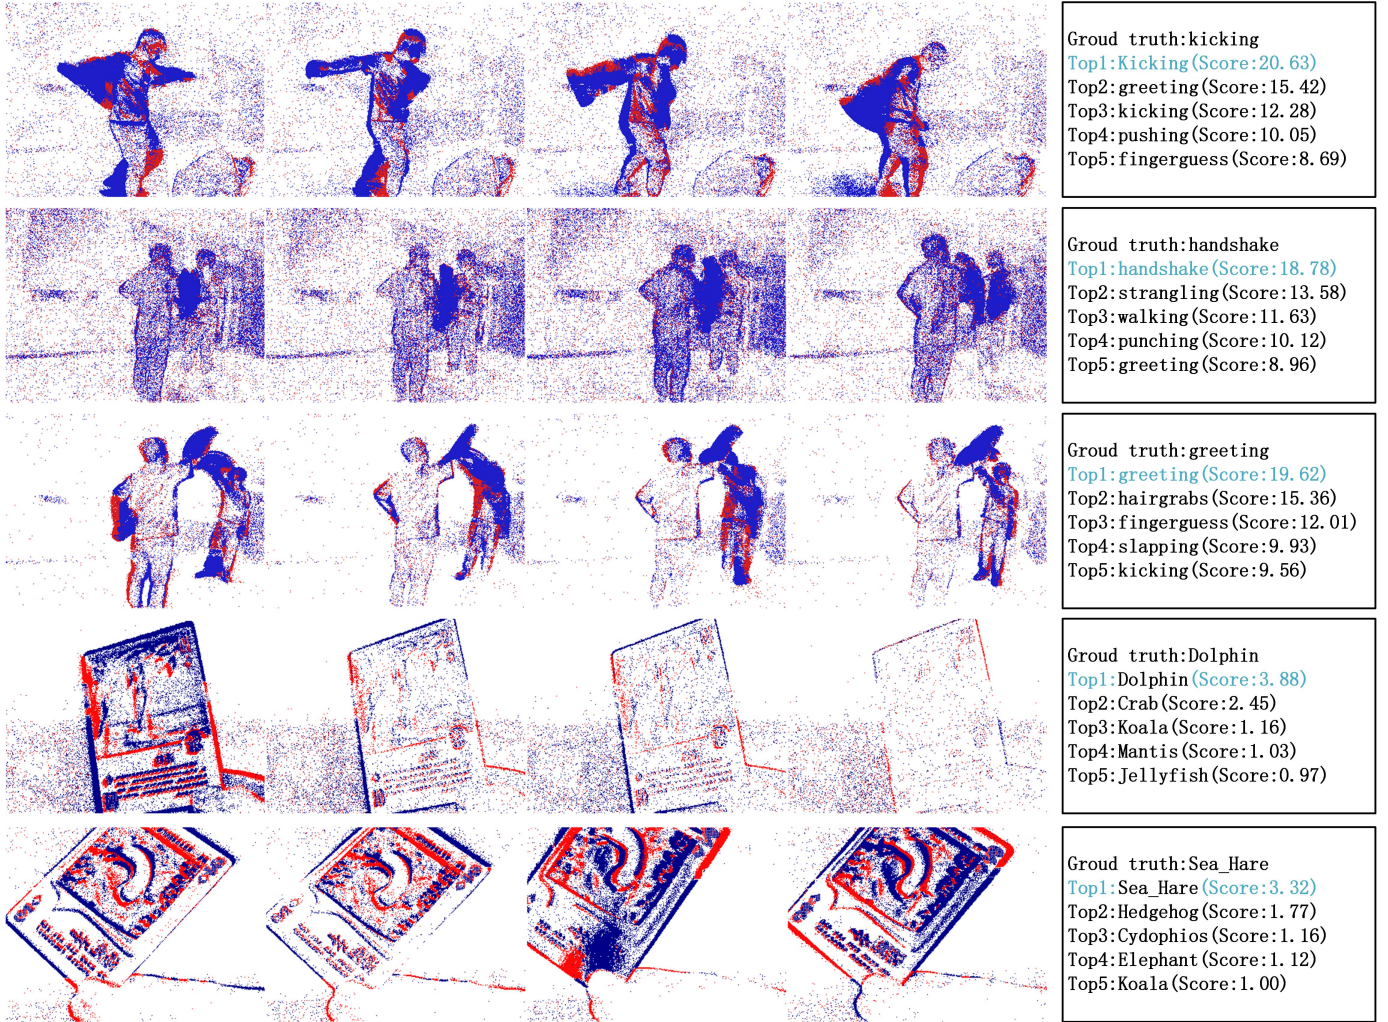 Groud truth:kicking
Top1:Kicking(Score:20.63)
Top2:greeting(Score:15.42)
Top3:kicking(Score:12.28)
Top4:pushing(Score:10.05)
Top5:fingerguess(Score:8.69)
Groud truth:handshake
Top1:handshake(Score:18.78)
Top2:strangling(Score:13.58)
Top3:walking(Score:11.63)
Top4:punching(Score:10.12)
Top5:greeting(Score:8.96)
Groud truth:greeting
Top1:greeting(Score:19.62)
Top2:hairgrabs(Score:15.36)
Top3:fingerguess(Score:12.01)
Top4:slapping(Score:9.93)
Top5:kicking(Score:9.56)
Groud truth:Dolphin
Top1:Dolphin(Score:3.88)
Top2:Crab(Score:2.45)
Top3:Koala(Score:1.16)
Top4:Mantis(Score:1.03)
Top5:Jellyfish(Score:0.97)
Groud truth:Sea_Hare
Top1:Sea_Hare(Score:3.32)
Top2:Hedgehog(Score:1.77)
Top3:Cydophios(Score:1.16)
Top4:Elephant(Score:1.12)
Top5:Koala(Score:1.00)